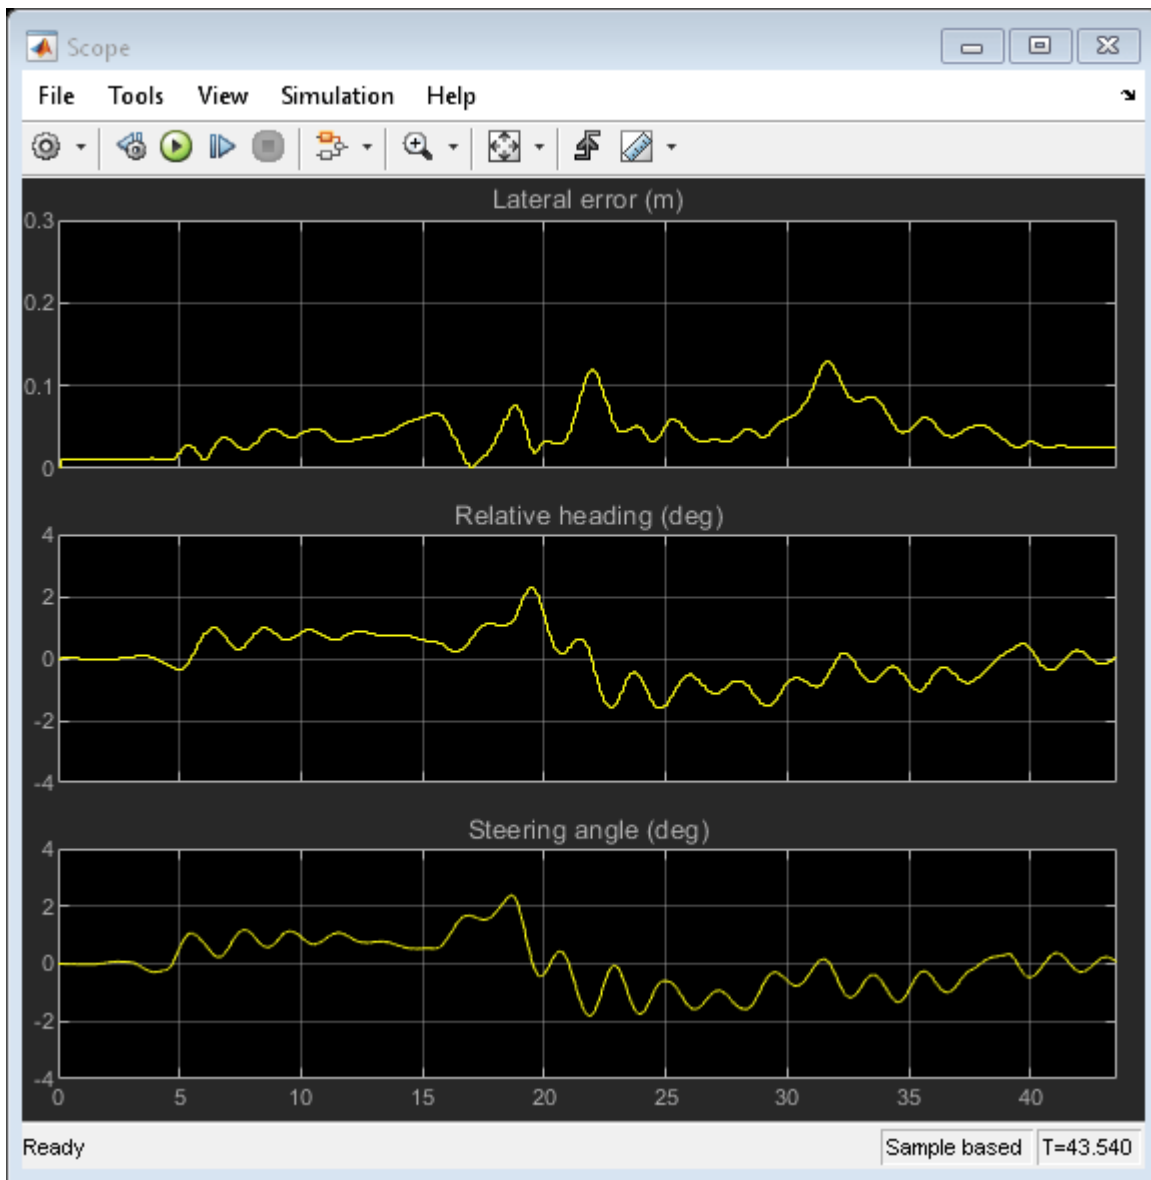 Scope
File Tools View Simulation Help
Lateral error (m)
0.3
0.2
0.1
0
Relative heading (deg)
4
2
0
-2
-4
Steering angle (deg)
4
2
0
-2
-4
0 5 10 15 20 25 30 35 40
Ready Sample based T=43.540